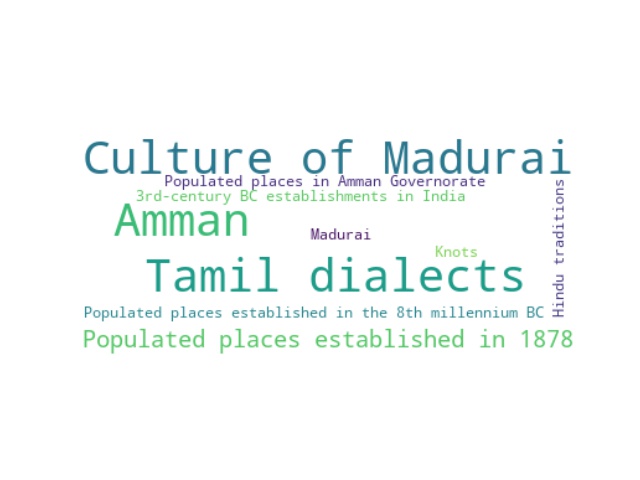 Culture of Madurai
Populated places in Amman Governorate
3rd-century BC establishments in India
Amman
Madurai
Hindu traditions
Knots
Tamil dialects
Populated places established in the 8th millennium BC
Populated places established in 1878